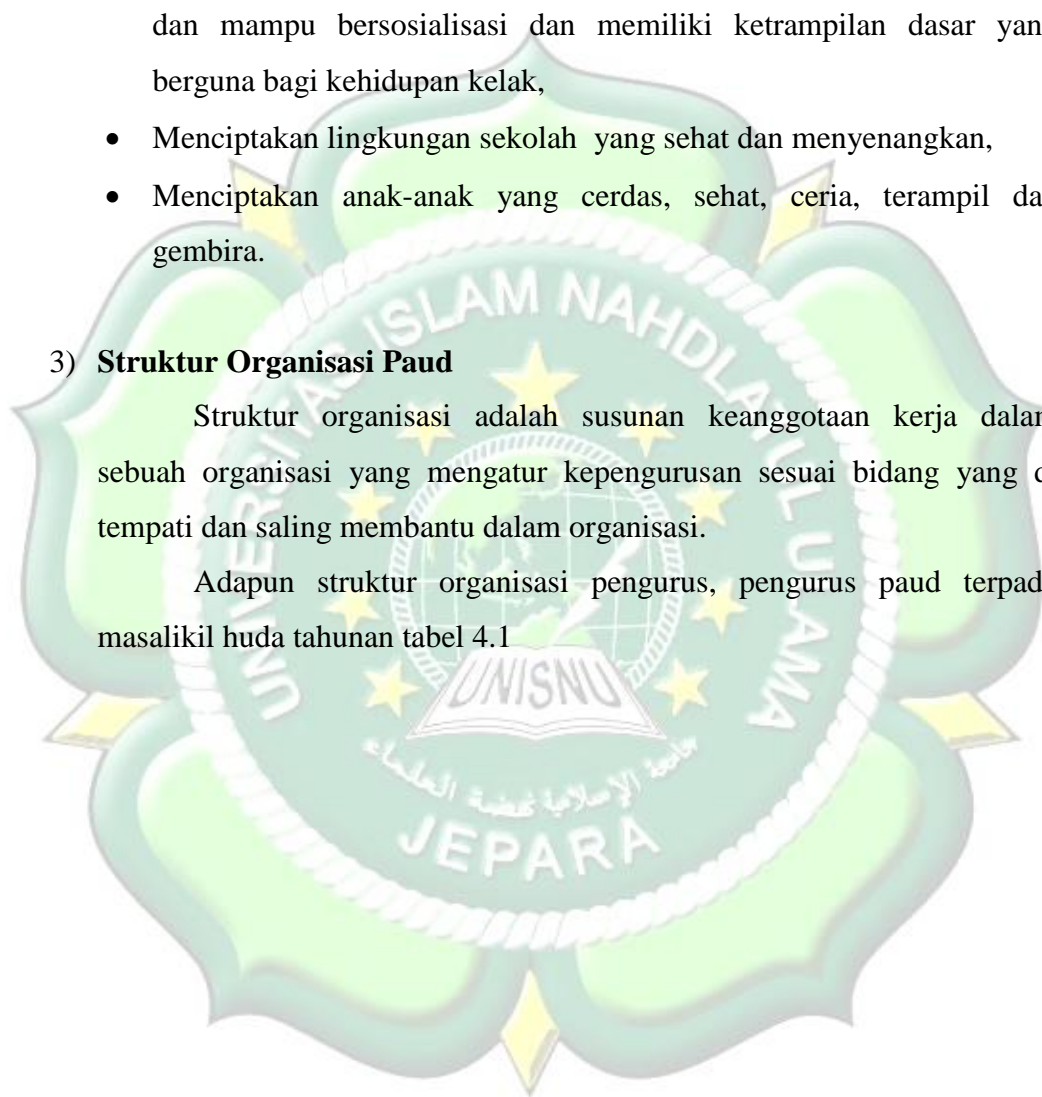 dan mampu bersosialisasi dan memiliki ketrampilan dasar yan
berguna bagi kehidupan kelak,
• Menciptakan lingkungan sekolah yang sehat dan menyenangkan,
• Menciptakan anak-anak yang cerdas, sehat, ceria, terampil da
gembira.
3) Struktur Organisasi Paud
Struktur organisasi adalah susunan keanggotaan kerja dalam
sebuah organisasi yang mengatur kepengurusan sesuai bidang yang d
tempati dan saling membantu dalam organisasi.
Adapun struktur organisasi pengurus, pengurus paud terpad
masalikil huda tahunan tabel 4.1
UNIVERSITAS ISLAM NAHDLATUL ULAMA
UNISNU
JEPARA